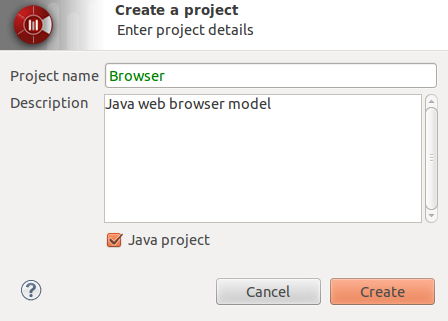 Create a project
Enter project details
Project name Browser
Description Java web browser model
Java project
? Cancel Create